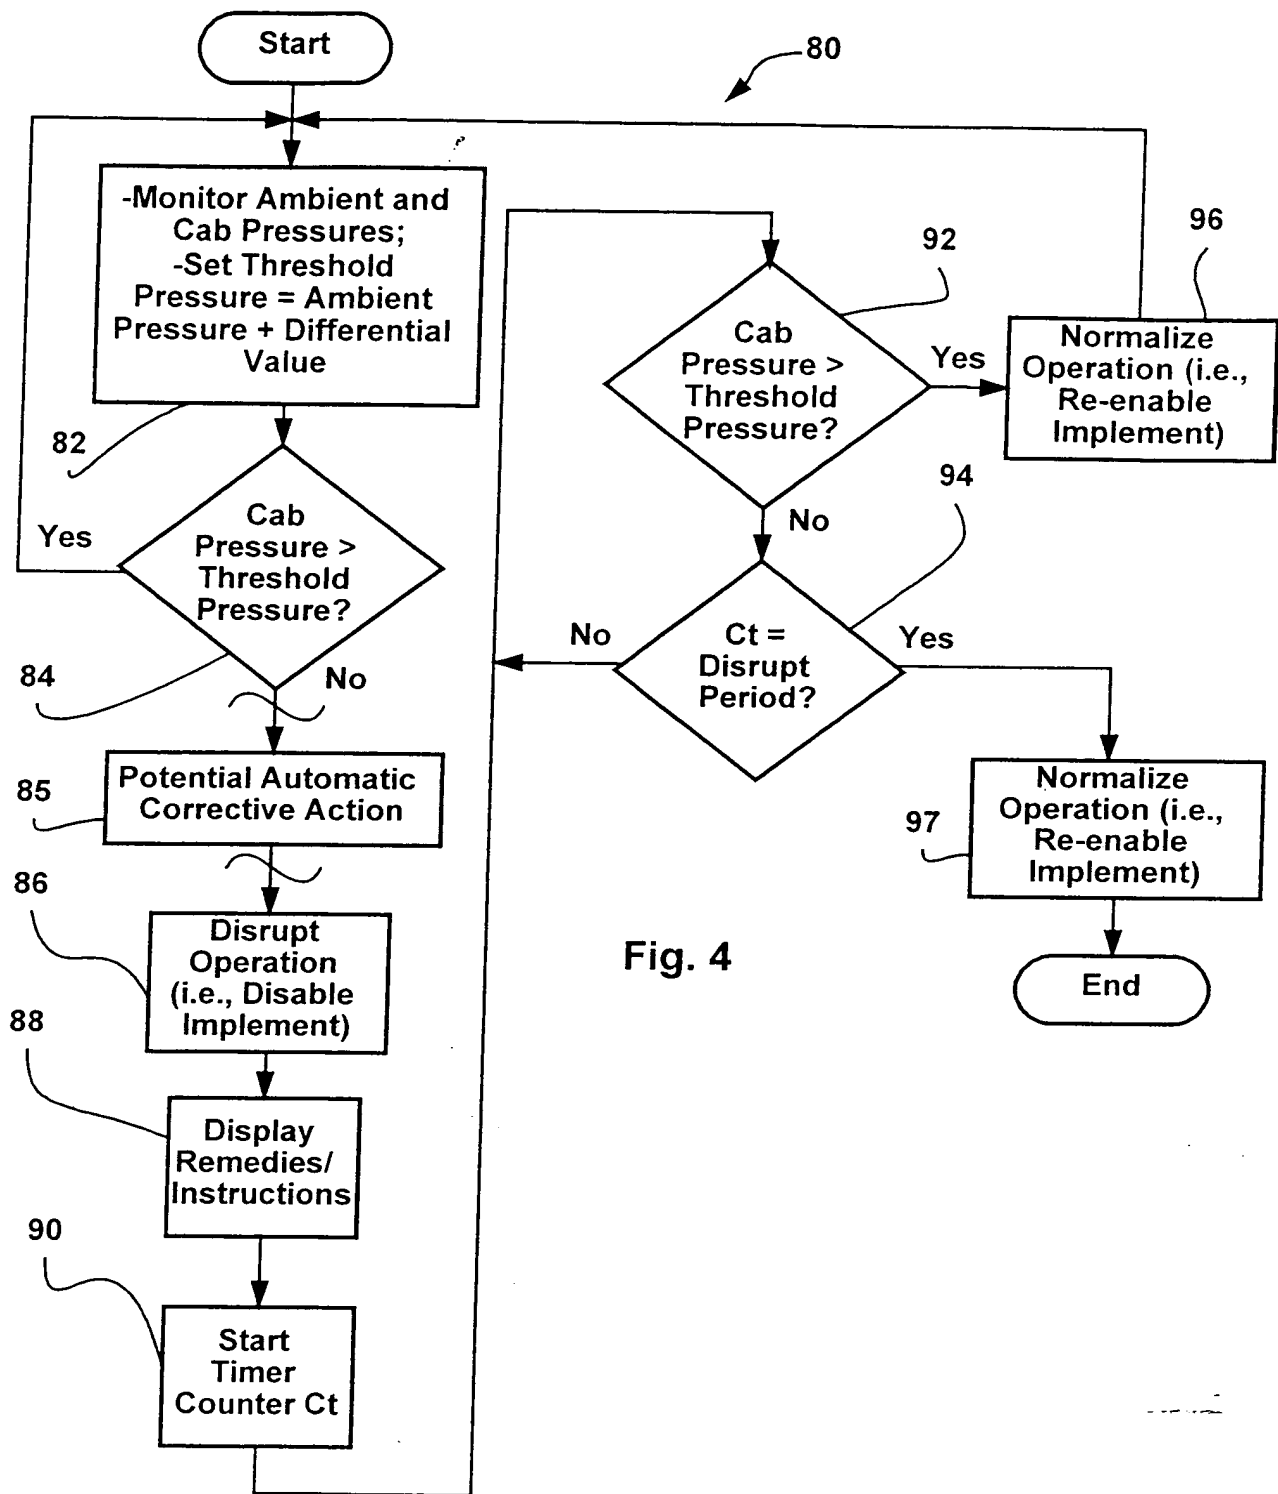 Start
80
-Monitor Ambient and
Cab Pressures;
-Set Threshold
Pressure = Ambient
Pressure + Differential
Value
82
Cab
Pressure >
Threshold
Pressure?
Yes
84
No
Potential Automatic
Corrective Action
85
86
Disrupt
Operation
(i.e., Disable
Implement)
88
Display
Remedies/
Instructions
90
Start
Timer
Counter Ct
92
Cab
Pressure >
Threshold
Pressure?
Yes
96
Normalize
Operation (i.e.,
Re-enable
Implement)
No
94
Ct =
Disrupt
Period?
No
Yes
97
Normalize
Operation (i.e.,
Re-enable
Implement)
End
Fig. 4